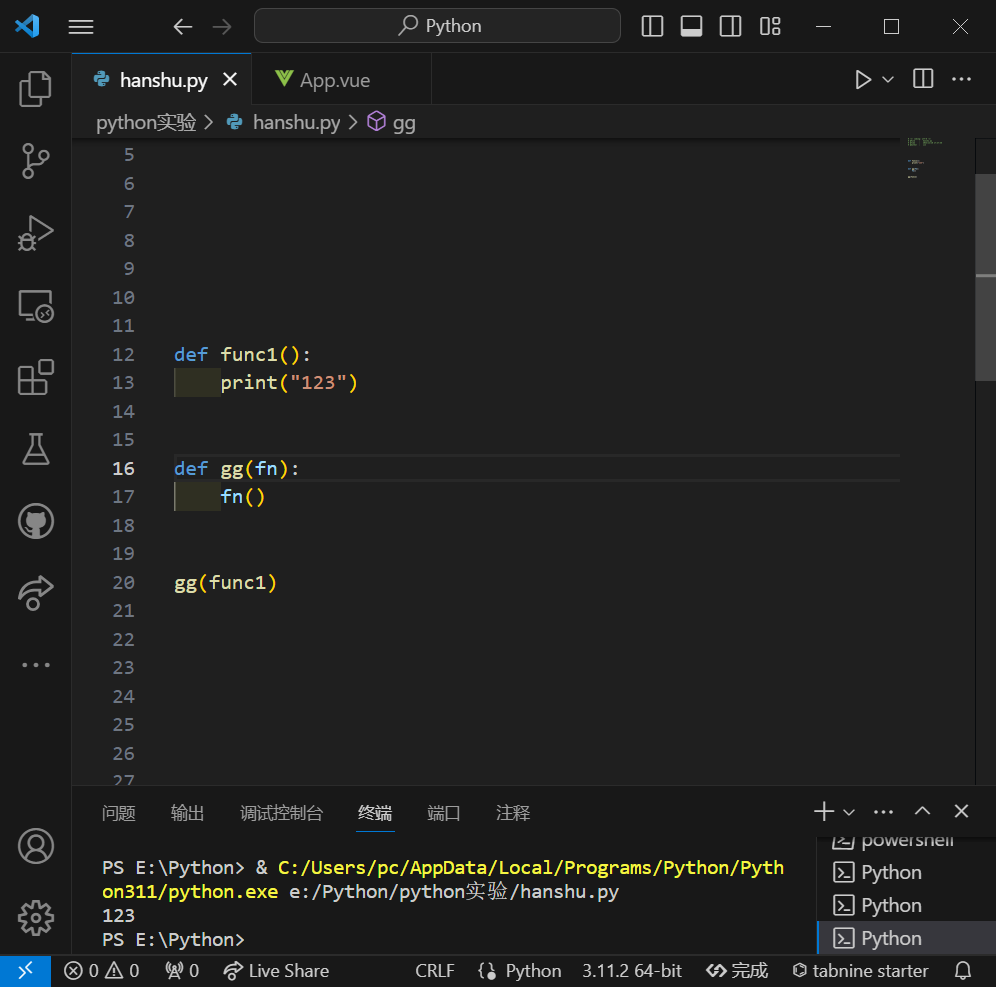 Python
hanshu.py
App.vue
python实验 > hanshu.py > gg
5
6
7
8
9
10
11
12 def func1():
13 print("123")
14
15
16 def gg(fn):
17 fn()
18
19
20 gg(func1)
21
22
23
24
25
26
27
问题 输出 调试控制台 终端 端口 注释
PS E:\Python> & C:/Users/pc/AppData/Local/Programs/Python/Pyth
on311/python.exe e:/Python/python实验/hanshu.py
123
PS E:\Python>
powershell
Python
Python
Python
0 0 0 Live Share CRLF Python 3.11.2 64-bit 完成 tabnine starter